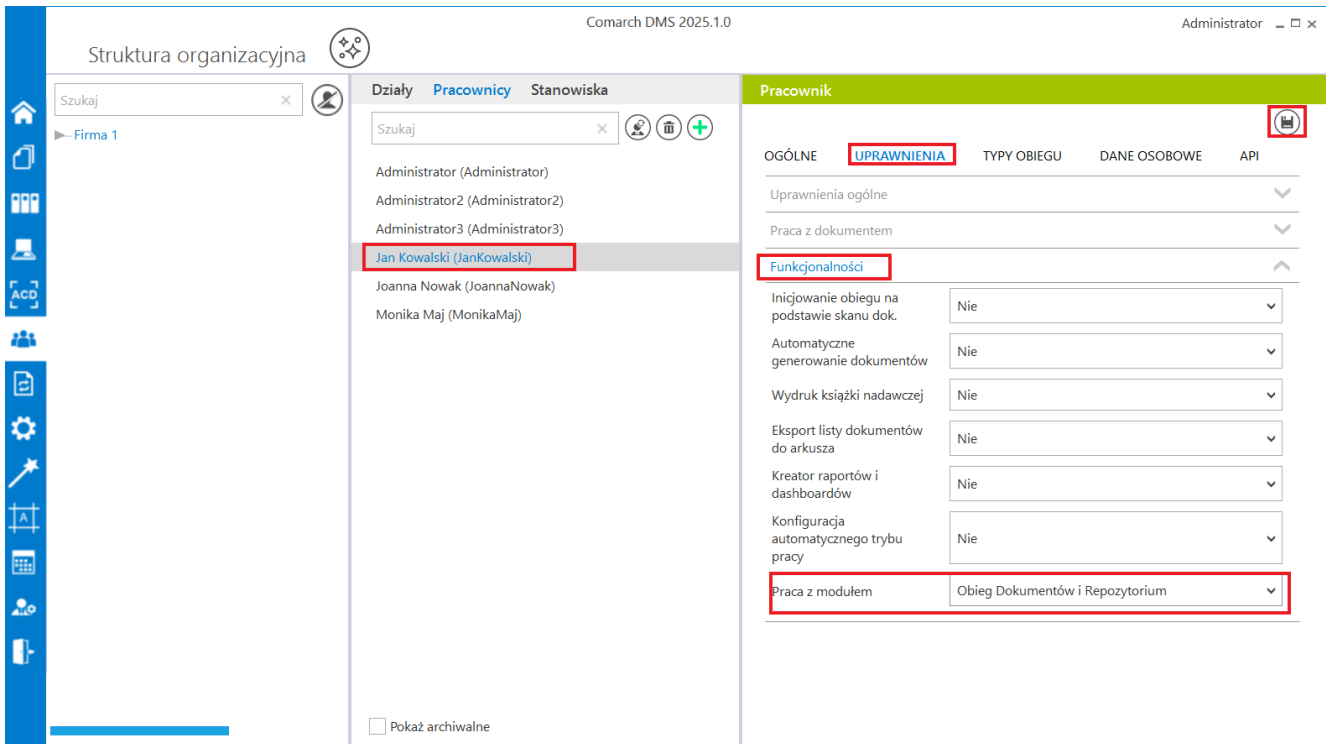 Comarch DMS 2025.1.0
Administrator
Struktura organizacyjna
Szukaj
Firma 1
Działy Pracownicy Stanowiska
Szukaj
Administrator (Administrator)
Administrator2 (Administrator2)
Administrator3 (Administrator3)
Jan Kowalski (JanKowalski)
Joanna Nowak (JoannaNowak)
Monika Maj (MonikaMaj)
Pokaż archiwalne
Pracownik
OGÓLNE UPRAWNIENIA TYPY OBIEGU DANE OSOBOWE API
Uprawnienia ogólne
Praca z dokumentem
Funkcjonalności
Inicjowanie obiegu na
podstawie skanu dok.
Nie
Automatyczne
generowanie dokumentów
Nie
Wydruk książki nadawczej
Nie
Eksport listy dokumentów
do arkusza
Nie
Kreator raportów i
dashboardów
Nie
Konfiguracja
automatycznego trybu
pracy
Nie
Praca z modułem
Obieg Dokumentów i Repozytorium
ACD
A